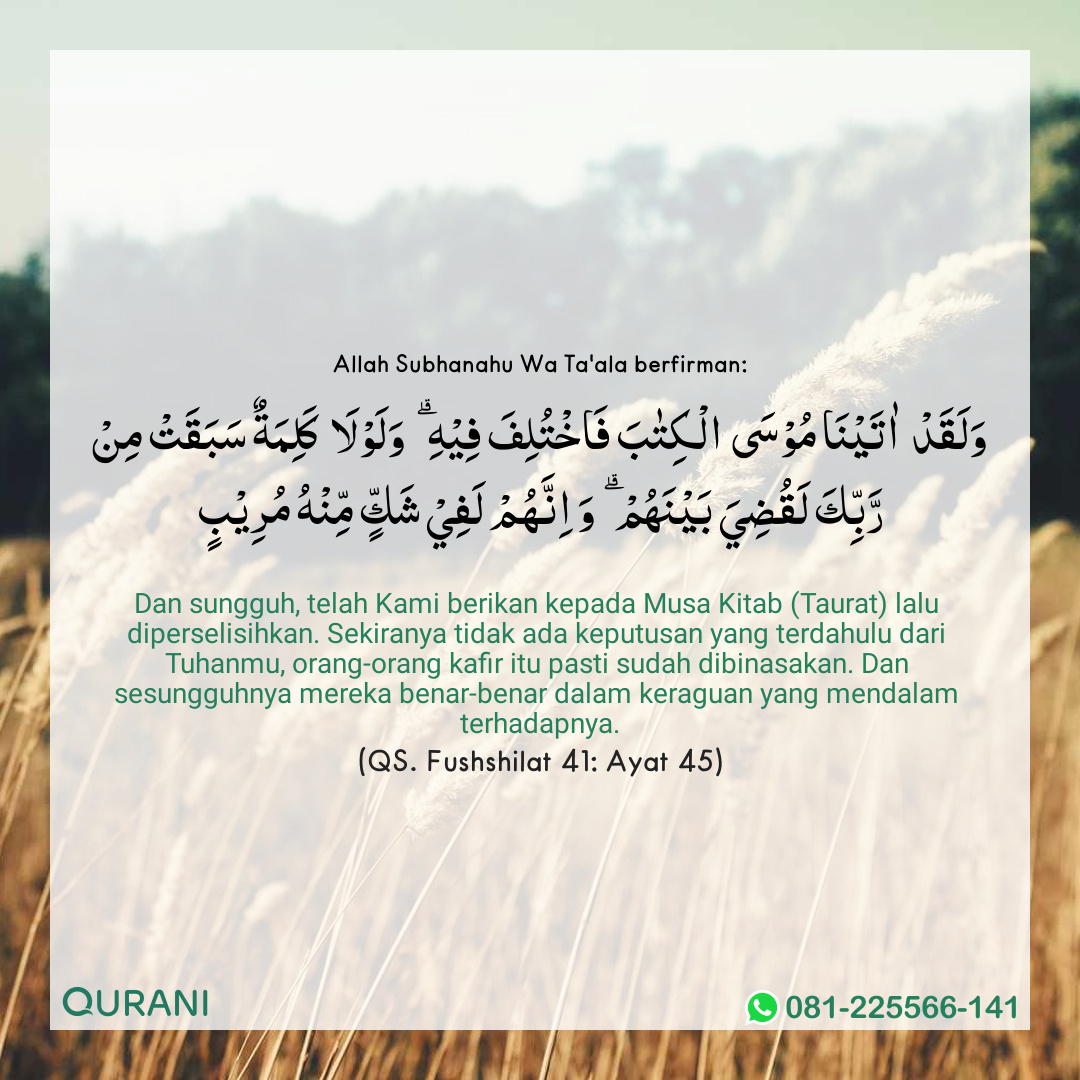 Allah Subhanahu Wa Ta'ala berfirman:
وَلَقَدْ اٰتَيْنَا مُوْسَى الْكِتٰبَ فَاخْتُلِفَ فِيْهِ ۗ وَلَوْلَا كَلِمَةٌ سَبَقَتْ مِنْ
رَّبِّكَ لَقُضِيَ بَيْنَهُمْ ۗ وَاِنَّهُمْ لَفِيْ شَكٍّ مِّنْهُ مُرِيْبٍ
Dan sungguh, telah Kami berikan kepada Musa Kitab (Taurat) lalu
diperselisihkan. Sekiranya tidak ada keputusan yang terdahulu dari
Tuhanmu, orang-orang kafir itu pasti sudah dibinasakan. Dan
sesungguhnya mereka benar-benar dalam keraguan yang mendalam
terhadapnya.
(QS. Fushshilat 41: Ayat 45)
QURANI
081-225566-141